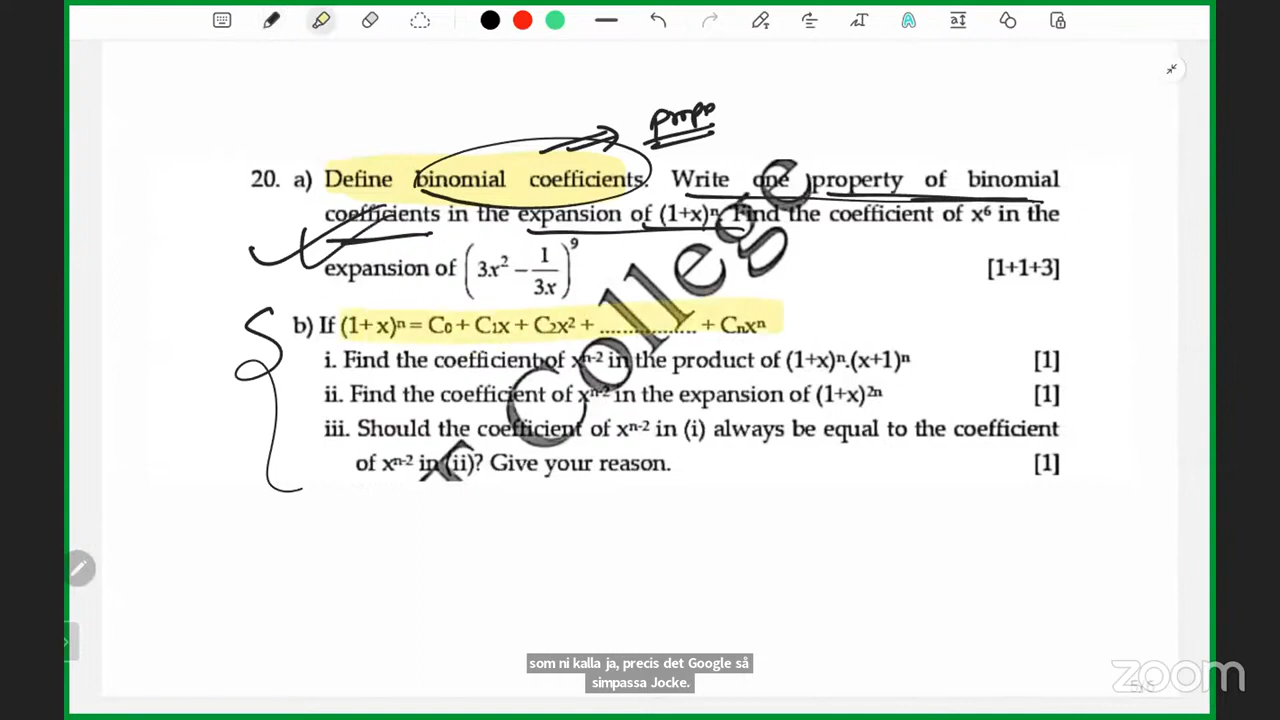 propo
20. a) Define binomial coefficients. Write one property of binomial
coefficients in the expansion of (1+x)ⁿ. Find the coefficient of x⁶ in the
expansion of (3x² − 1/3x)⁹ [1+1+3]
b) If (1+x)ⁿ = C₀ + C₁x + C₂x² + .................. + Cₙxⁿ
i. Find the coefficient of xⁿ⁻² in the product of (1+x)ⁿ.(x+1)ⁿ [1]
ii. Find the coefficient of xⁿ⁻² in the expansion of (1+x)²ⁿ [1]
iii. Should the coefficient of xⁿ⁻² in (i) always be equal to the coefficient
of xⁿ⁻² in (ii)? Give your reason. [1]
College
som ni kalla ja, precis det Google så
simpassa Jocke.
zoom